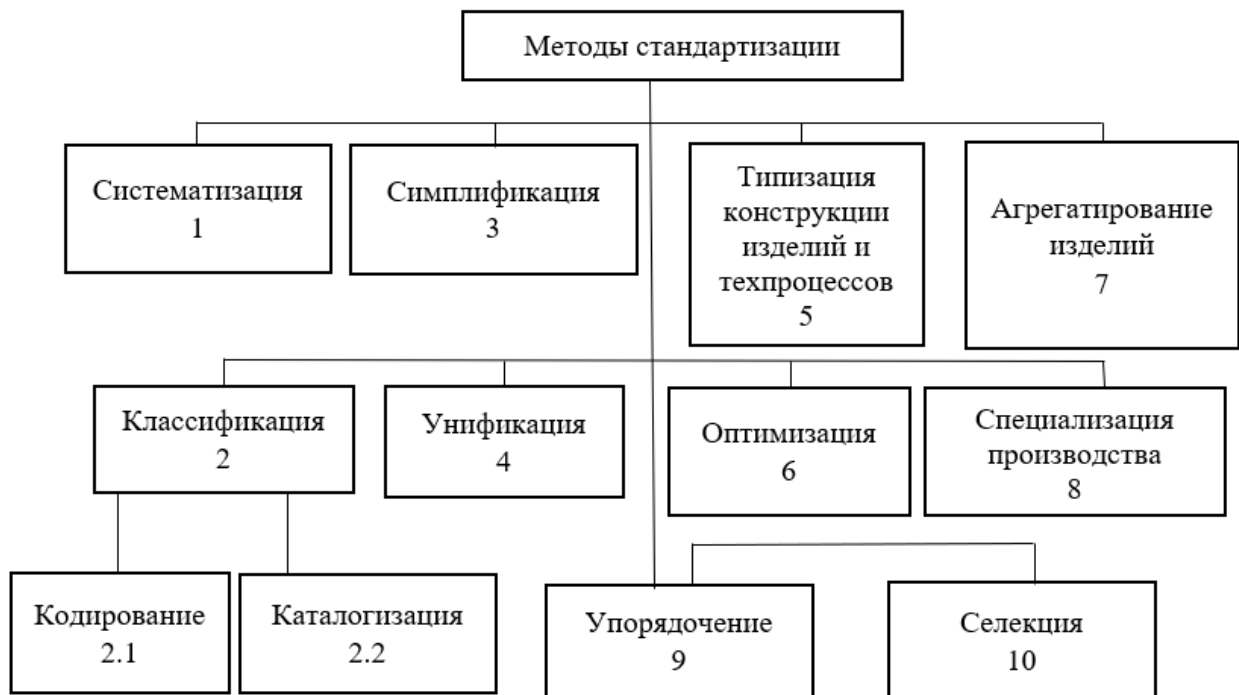 Методы стандартизации
Систематизация
1
Симплификация
3
Типизация
конструкции
изделий и
техпроцессов
5
Агрегатирование
изделий
7
Классификация
2
Унификация
4
Оптимизация
6
Специализация
производства
8
Кодирование
2.1
Каталогизация
2.2
Упорядочение
9
Селекция
10